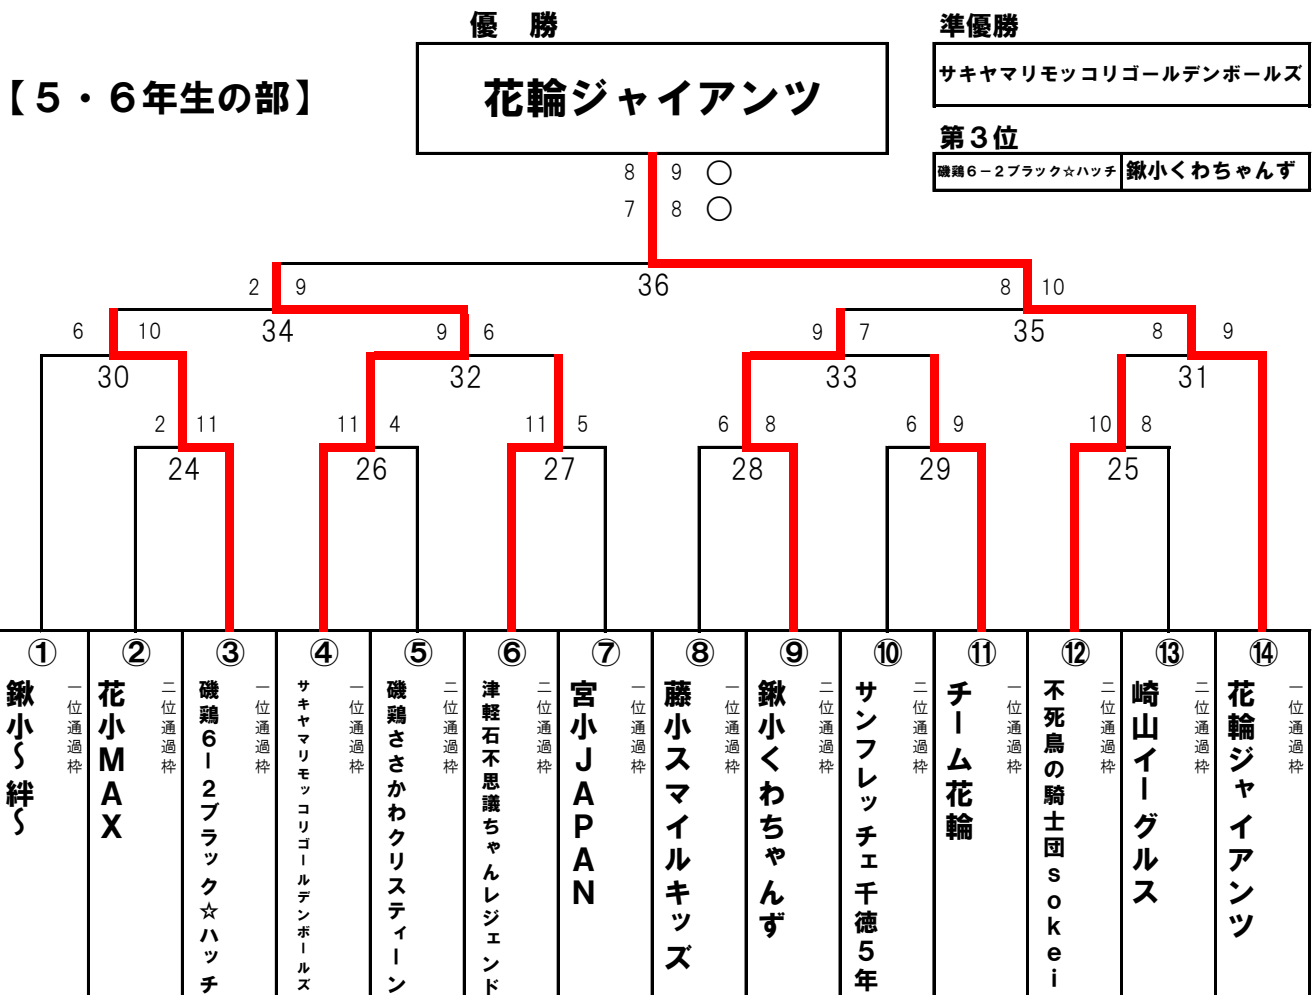 優　勝
準優勝
【５・６年生の部】
花輪ジャイアンツ
サキヤマリモッコリゴールデンボールズ
第３位
磯鶏６－２ブラック☆ハッチ
鍬小くわちゃんず
8 9 ○
7 8 ○
36
2 9
8 10
34
35
6 10
9 6
9 7
8 9
30
32
33
31
2 11
11 4
11 5
6 8
6 9
10 8
24
26
27
28
29
25
①
②
③
④
⑤
⑥
⑦
⑧
⑨
⑩
⑪
⑫
⑬
⑭
鍬小～絆～
一位通過枠
花小ＭＡＸ
二位通過枠
磯鶏６－２ブラック☆ハッチ
一位通過枠
サキヤマリモッコリゴールデンボールズ
一位通過枠
磯鶏ささかわクリスティーン
二位通過枠
津軽石不思議ちゃんレジェンド
二位通過枠
宮小ＪＡＰＡＮ
一位通過枠
藤小スマイルキッズ
一位通過枠
鍬小くわちゃんず
二位通過枠
サンフレッチェ千徳５年
二位通過枠
チーム花輪
一位通過枠
不死鳥の騎士団ｓｏｋｅｉ
二位通過枠
崎山イーグルス
二位通過枠
花輪ジャイアンツ
一位通過枠